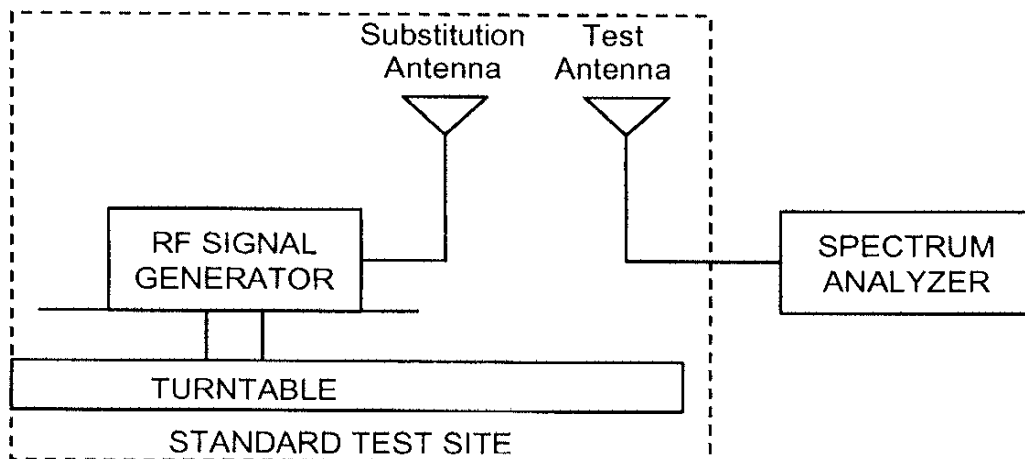 Substitution
Antenna
Test
Antenna
RF SIGNAL
GENERATOR
SPECTRUM
ANALYZER
TURNTABLE
STANDARD TEST SITE